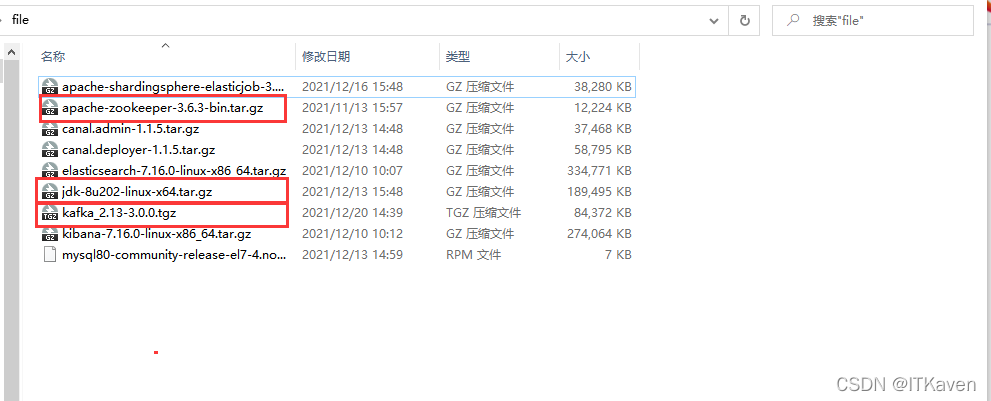 file
搜索"file"
名称 修改日期 类型 大小
apache-shardingsphere-elasticjob-3.... 2021/12/16 15:48 GZ 压缩文件 38,280 KB
apache-zookeeper-3.6.3-bin.tar.gz 2021/11/13 15:57 GZ 压缩文件 12,224 KB
canal.admin-1.1.5.tar.gz 2021/12/13 14:48 GZ 压缩文件 37,468 KB
canal.deployer-1.1.5.tar.gz 2021/12/13 14:48 GZ 压缩文件 58,795 KB
elasticsearch-7.16.0-linux-x86_64.tar.gz 2021/12/10 10:07 GZ 压缩文件 334,771 KB
jdk-8u202-linux-x64.tar.gz 2021/12/13 15:48 GZ 压缩文件 189,495 KB
kafka_2.13-3.0.0.tgz 2021/12/20 14:39 TGZ 压缩文件 84,372 KB
kibana-7.16.0-linux-x86_64.tar.gz 2021/12/10 10:12 GZ 压缩文件 274,064 KB
mysql80-community-release-el7-4.no... 2021/12/13 14:59 RPM 文件 7 KB
CSDN @ITKaven